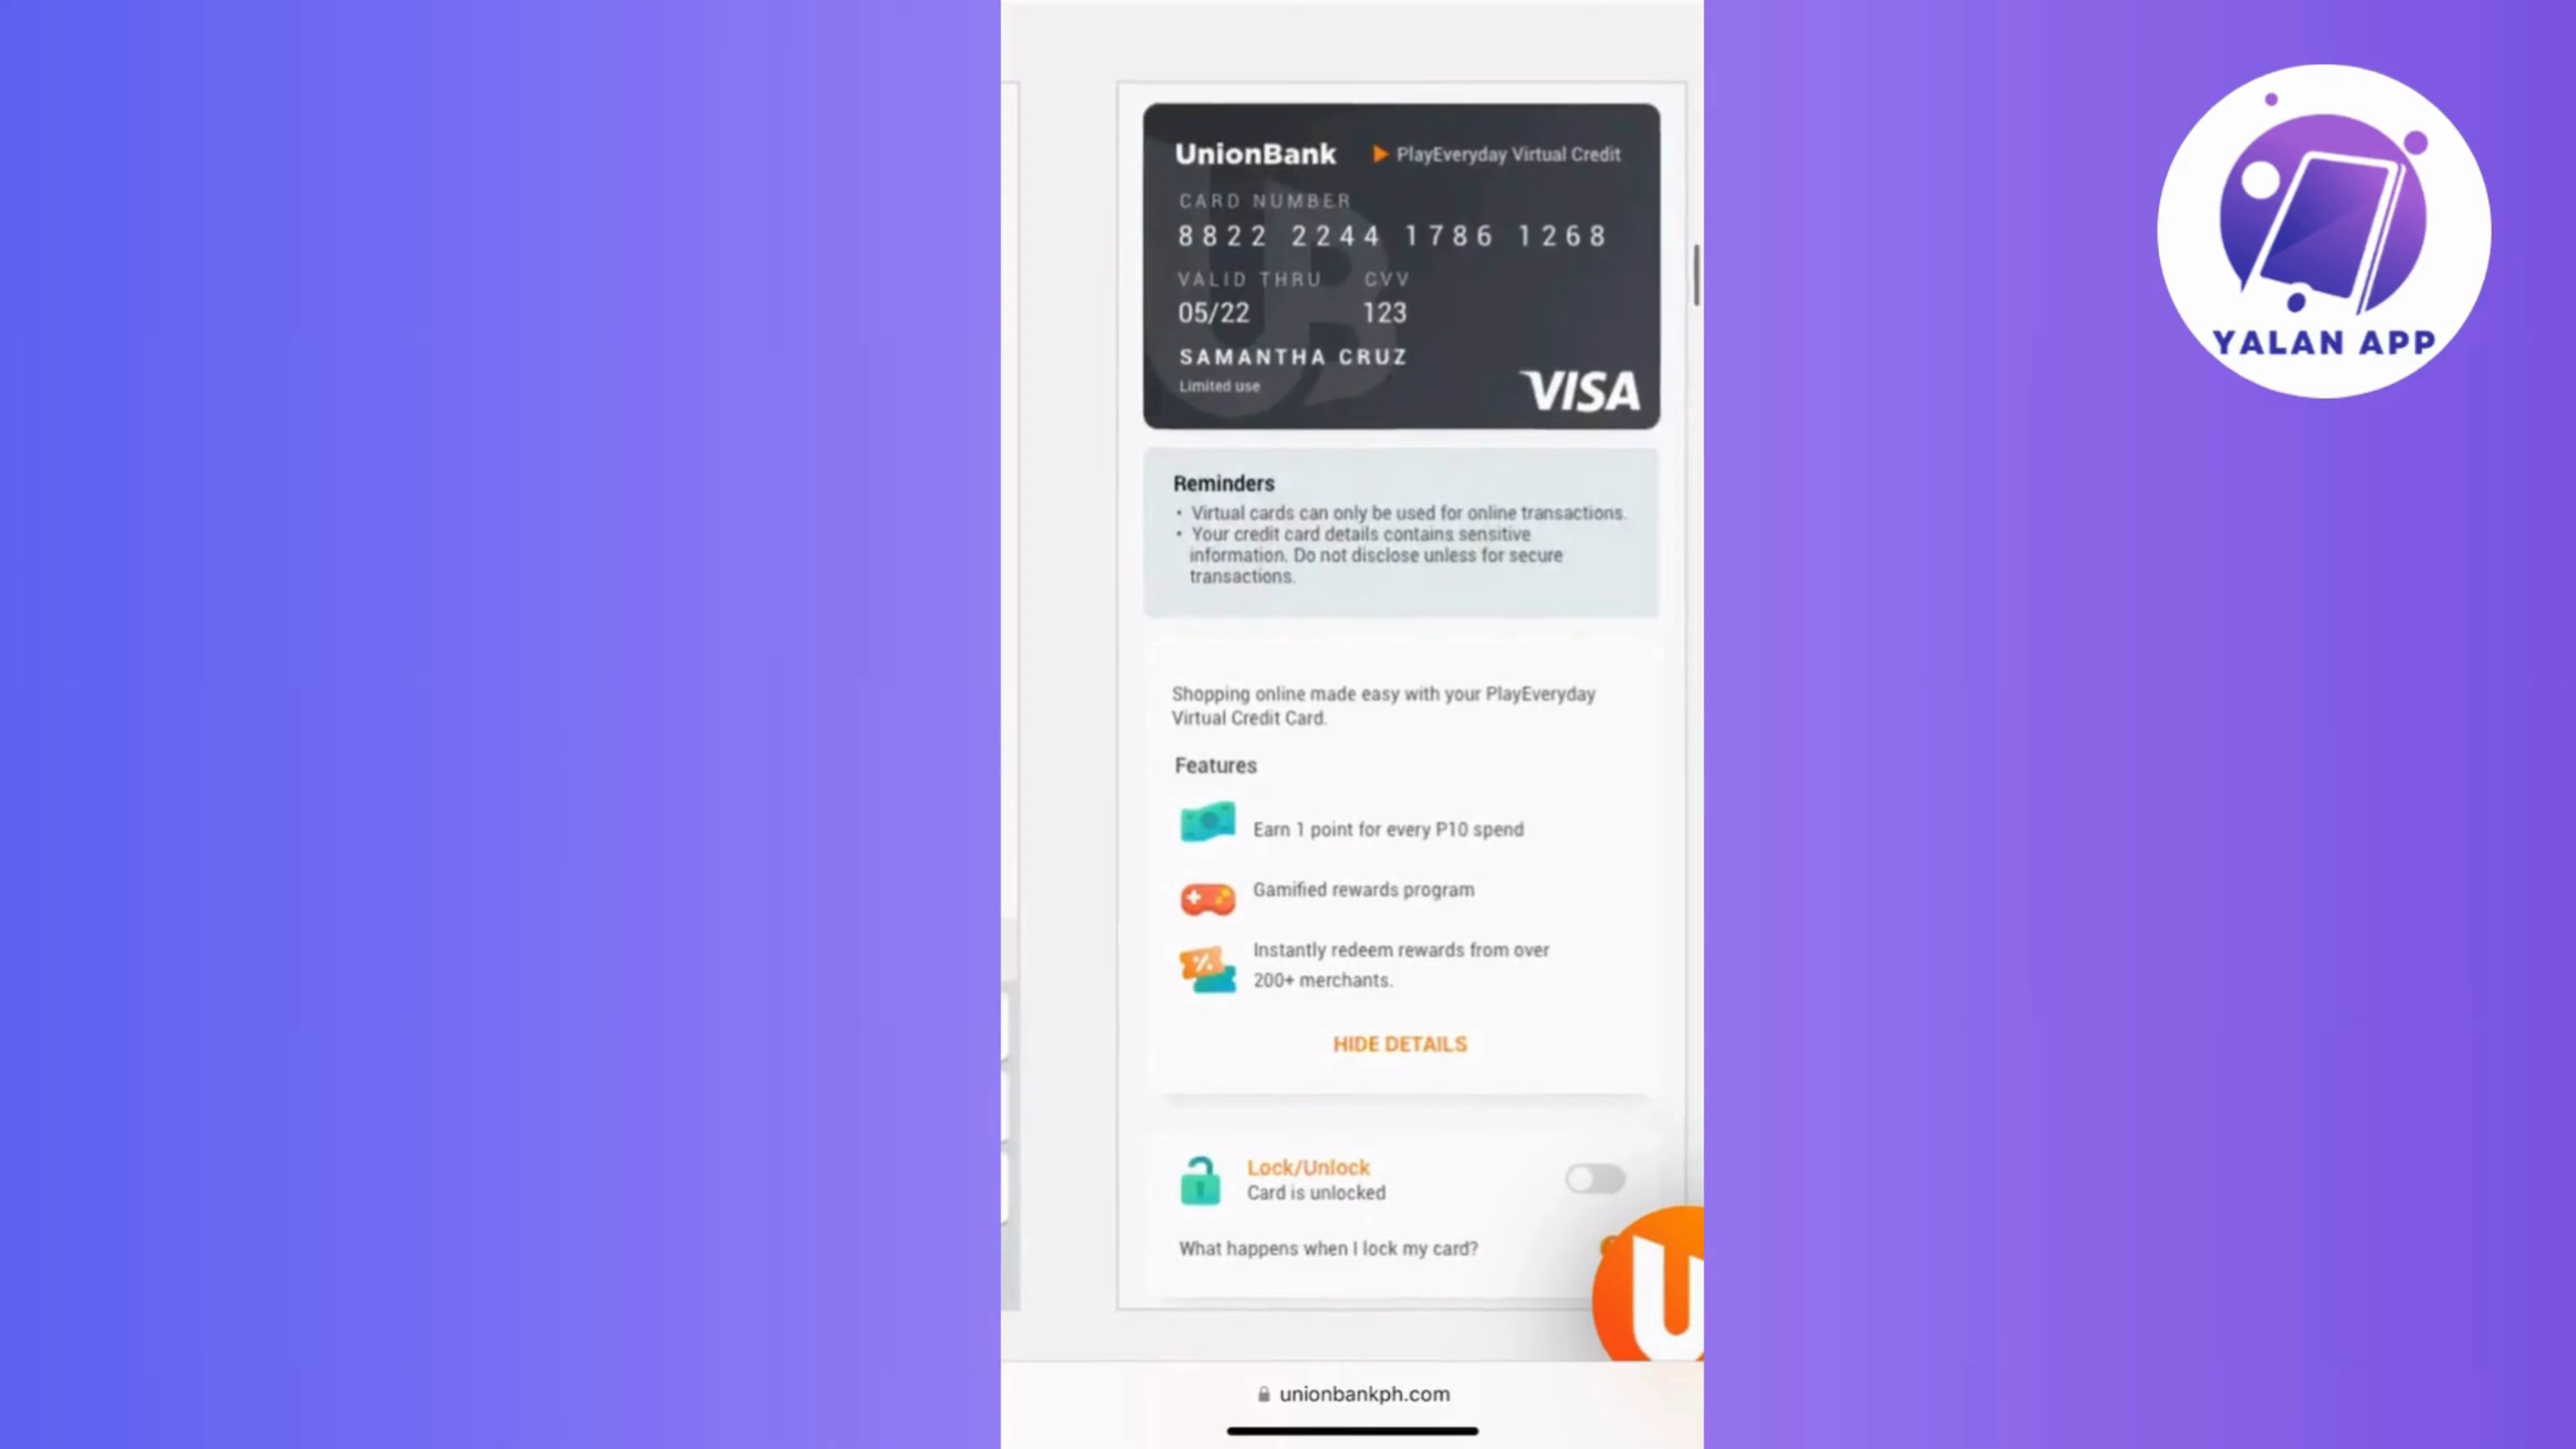 UnionBank
PlayEveryday Virtual Credit
CARD NUMBER
8822 2244 1786 1268
VALID THRU CVV
05/22 123
SAMANTHA CRUZ
Limited use
VISA
Reminders
• Virtual cards can only be used for online transactions.
• Your credit card details contains sensitive
information. Do not disclose unless for secure
transactions.
Shopping online made easy with your PlayEveryday
Virtual Credit Card.
Features
Earn 1 point for every P10 spend
Gamified rewards program
Instantly redeem rewards from over
200+ merchants.
HIDE DETAILS
Lock/Unlock
Card is unlocked
What happens when I lock my card?
unionbankph.com
YALAN APP